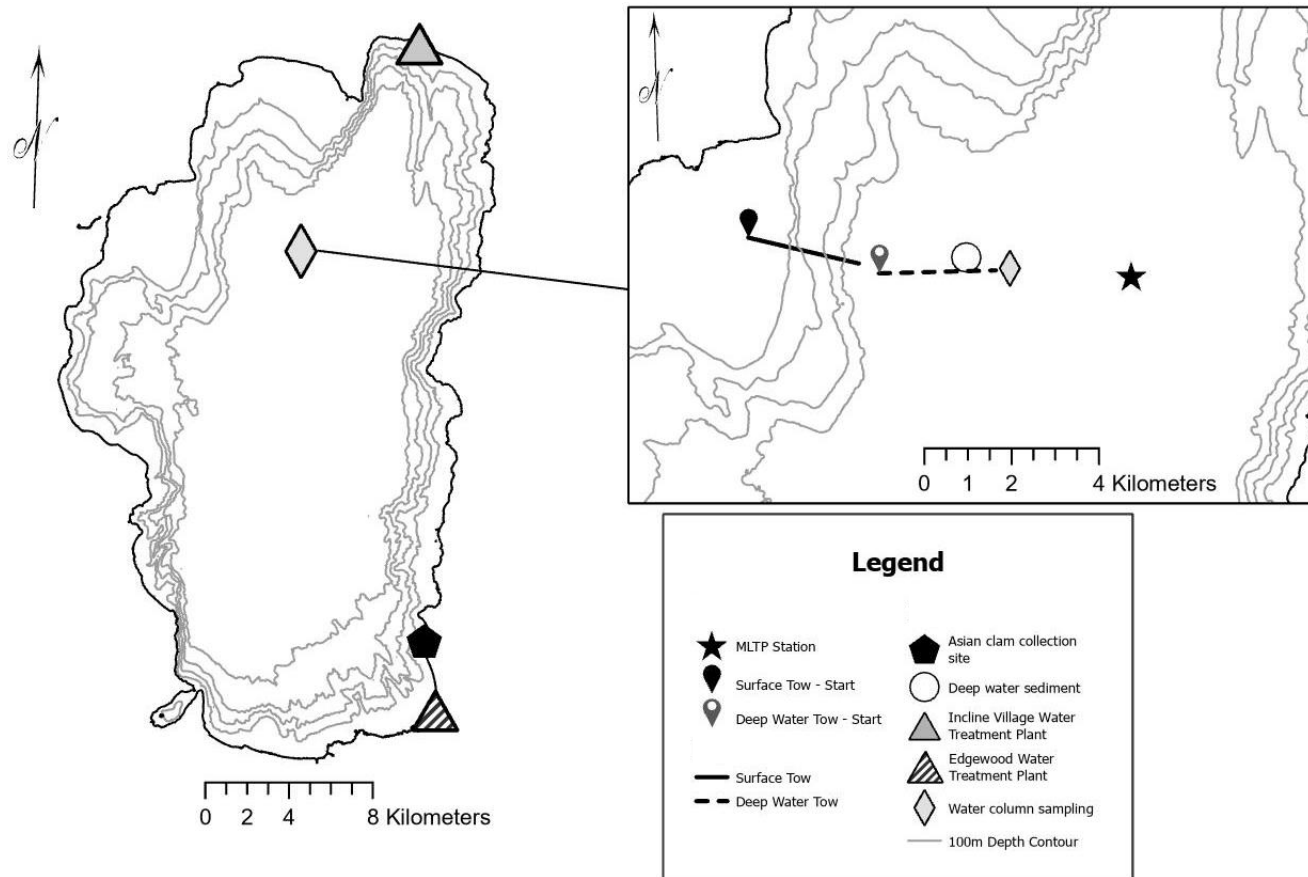 N
N
0 1 2 4 Kilometers
0 2 4 8 Kilometers
Legend
MLTP Station
Surface Tow - Start
Deep Water Tow - Start
Surface Tow
Deep Water Tow
Asian clam collection
site
Deep water sediment
Incline Village Water
Treatment Plant
Edgewood Water
Treatment Plant
Water column sampling
100m Depth Contour